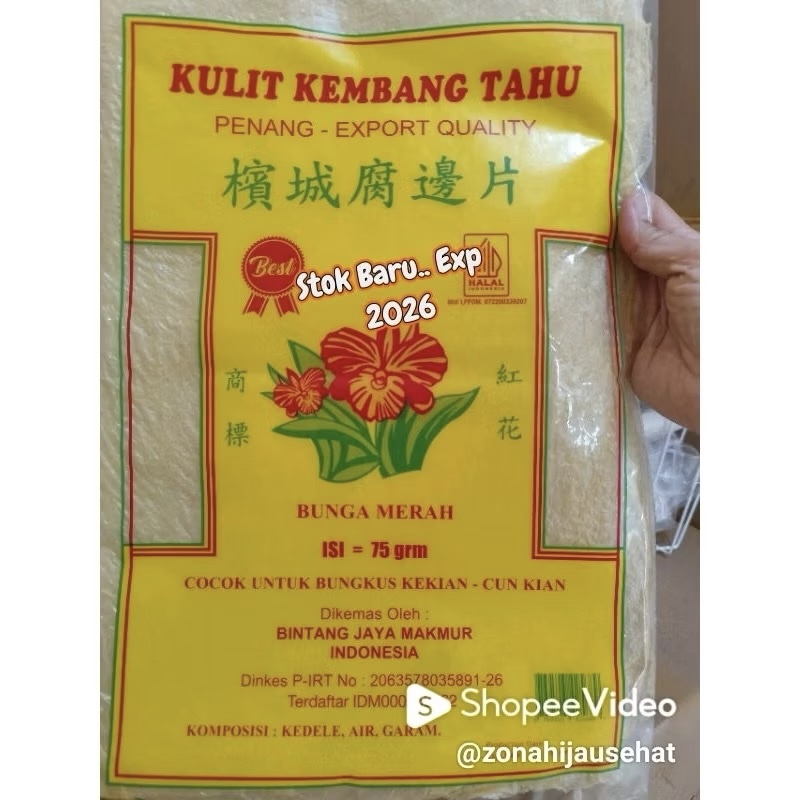 KULIT KEMBANG TAHU
PENANG - EXPORT QUALITY
檳城腐邊片
Best
Stok Baru.. Exp
2026
HALAL
INDONESIA
商標
紅花
BUNGA MERAH
ISI = 75 grm
COCOK UNTUK BUNGKUS KEKIAN - CUN KIAN
Dikemas Oleh :
BINTANG JAYA MAKMUR
INDONESIA
Dinkes P-IRT No : 2063578035891-26
Terdaftar
ShopeeVideo
KOMPOSISI : KEDELE, AIR, GARAM.
@zonahijausehat